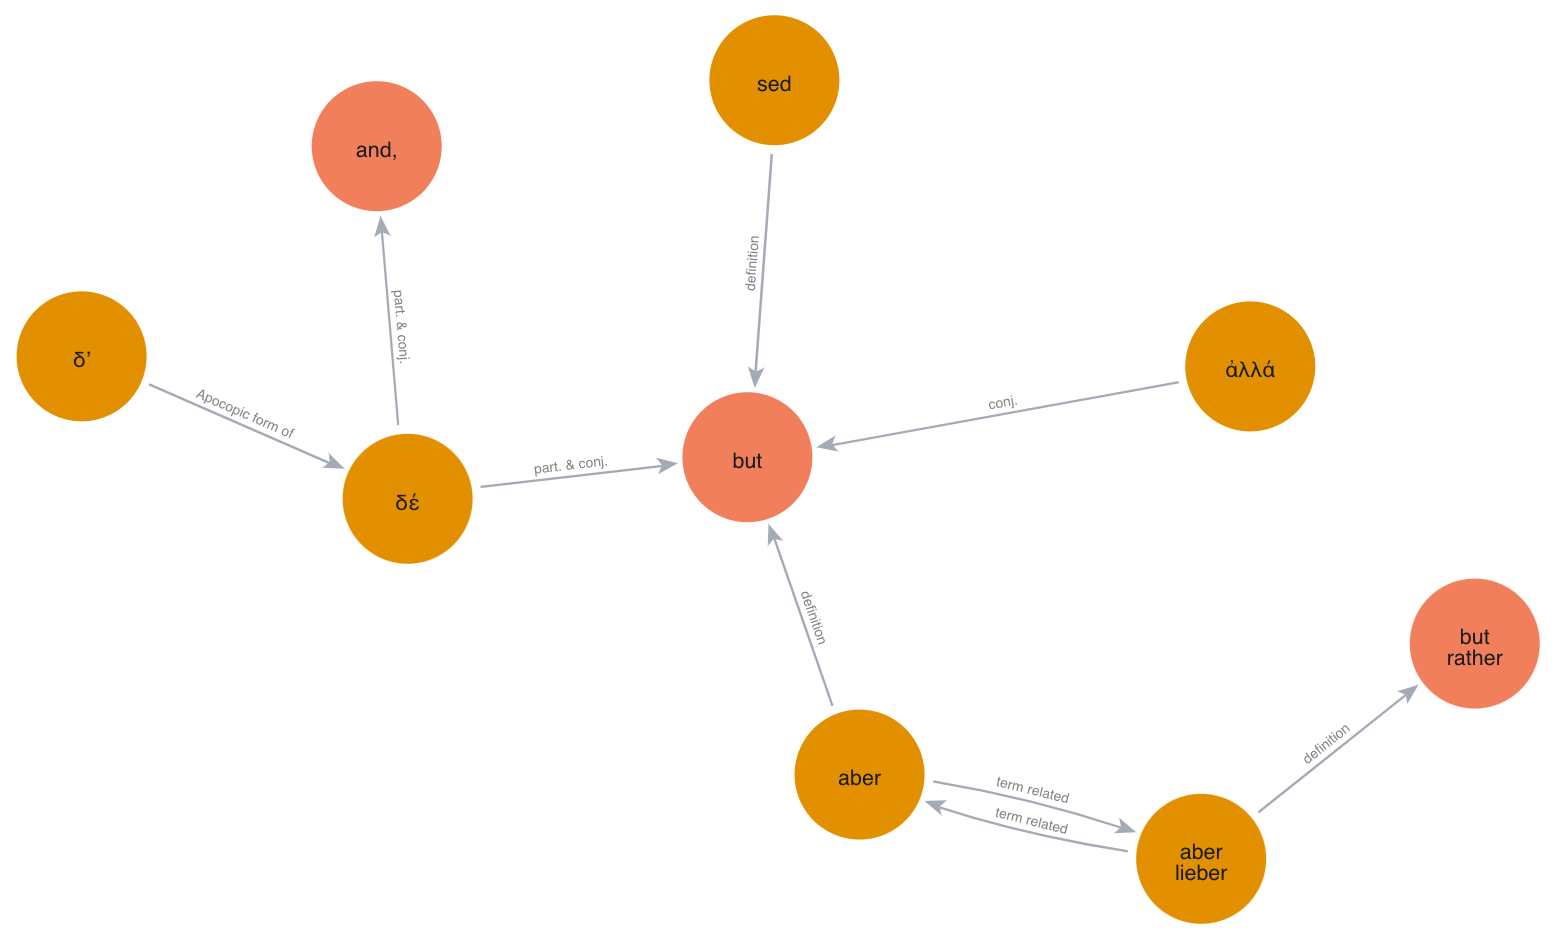 sed
and,
definition
part. & conj.
δ’
ἀλλά
Apocopic form of
conj.
but
part. & conj.
δέ
definition
but
rather
definition
aber
term related
term related
aber
lieber